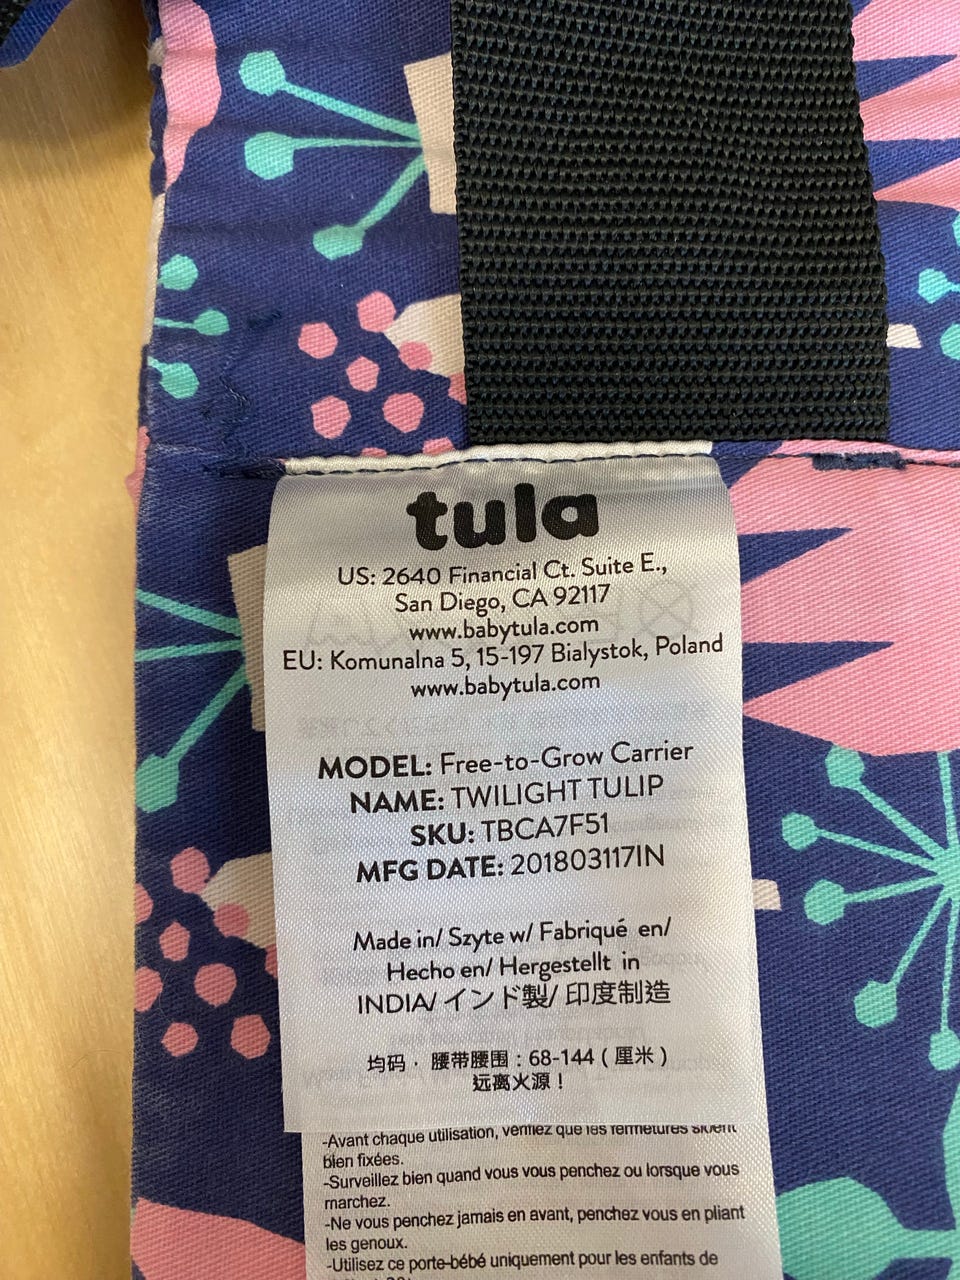 tula
US: 2640 Financial Ct. Suite E.,
San Diego, CA 92117
www.babytula.com
EU: Komunalna 5, 15-197 Bialystok, Poland
www.babytula.com
MODEL: Free-to-Grow Carrier
NAME: TWILIGHT TULIP
SKU: TBCA7F51
MFG DATE: 201803117IN
Made in/ Szyte w/ Fabriqué en/
Hecho en/ Hergestellt in
INDIA/ インド製/ 印度制造
均码· 腰带腰围：68-144（厘米）
远离火源！
-Avant chaque utilisation, vérifiez que les fermetures soient
bien fixées.
-Surveillez bien quand vous vous penchez ou lorsque vous
marchez.
-Ne vous penchez jamais en avant, penchez vous en pliant
les genoux.
-Utilisez ce porte-bébé uniquement pour les enfants de